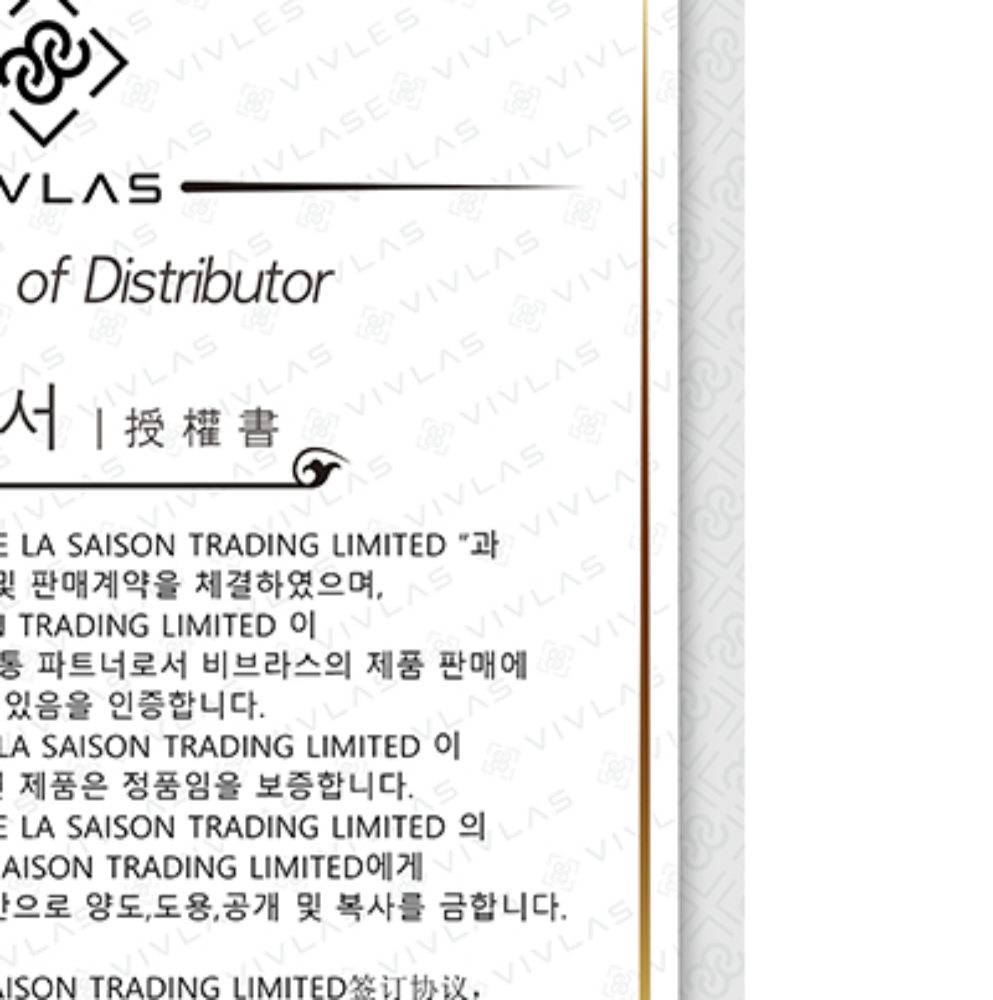 VLAS
of Distributor
서 | 授權書
E LA SAISON TRADING LIMITED "과
및 판매계약을 체결하였으며,
TRADING LIMITED 이
통 파트너로서 비브라스의 제품 판매에
있음을 인증합니다.
LA SAISON TRADING LIMITED 이
제품은 정품임을 보증합니다.
E LA SAISON TRADING LIMITED 의
AISON TRADING LIMITED에게
으로 양도,도용,공개 및 복사를 금합니다.
AISON TRADING LIMITED签订协议，